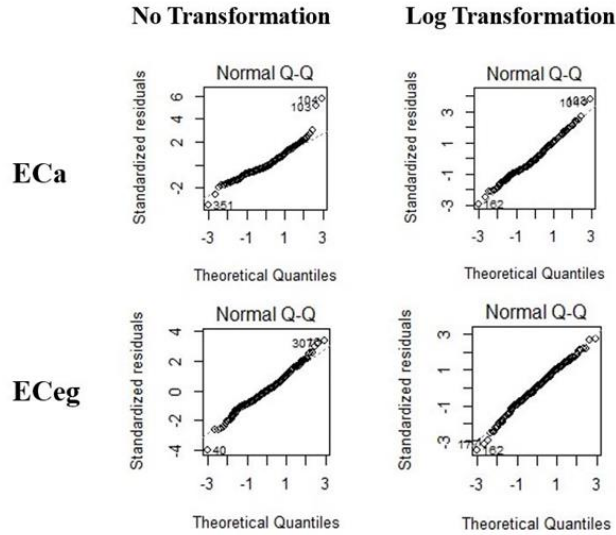 No Transformation Log Transformation
ECa
Normal Q-Q
Standardized residuals
6
4
2
-2
104
103
351
-3 -1 1 3
Theoretical Quantiles
Normal Q-Q
Standardized residuals
3
1
-1
-3
162
-3 -1 1 3
Theoretical Quantiles
ECeg
Normal Q-Q
Standardized residuals
4
2
0
-2
-4
40
-3 -1 1 3
Theoretical Quantiles
Normal Q-Q
Standardized residuals
3
1
-1
-3
162
-3 -1 1 3
Theoretical Quantiles